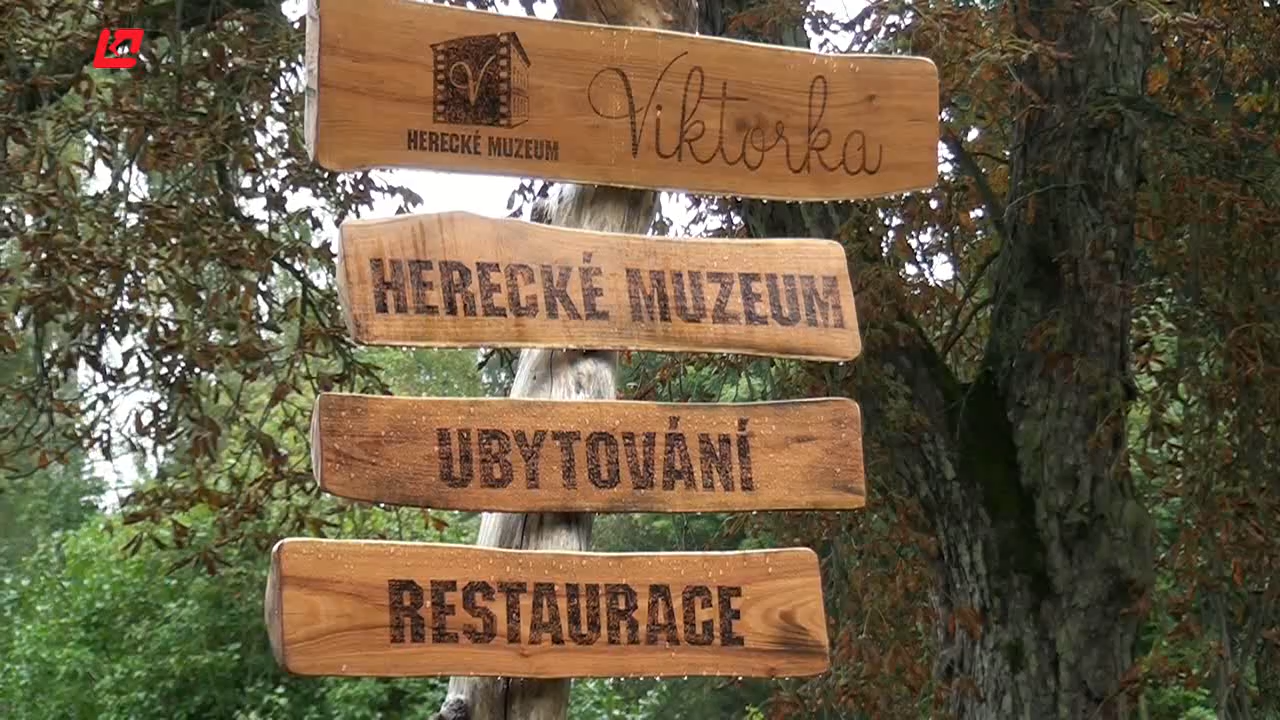 V
HERECKÉ MUZEUM
Viktorka
HERECKÉ MUZEUM
UBYTOVÁNÍ
RESTAURACE